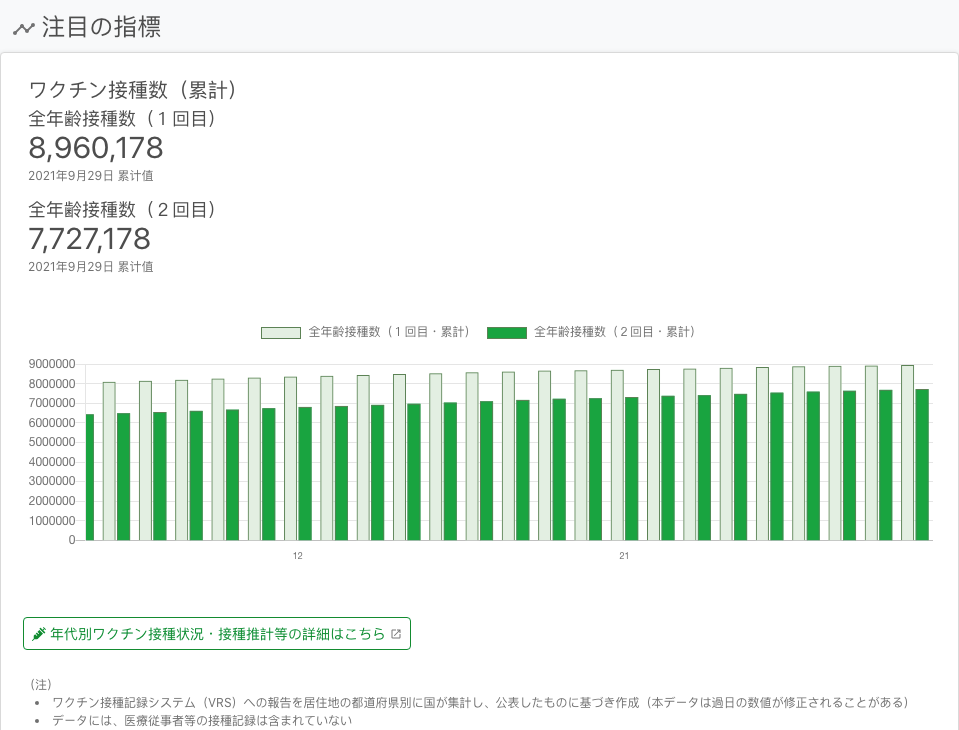 注目の指標
ワクチン接種数（累計）
全年齢接種数（１回目）
8,960,178
2021年9月29日 累计值
全年齢接種数（２回目）
7,727,178
2021年9月29日 累计值
全年齢接種数（１回目・累計） 全年齢接種数（２回目・累計）
9000000
8000000
7000000
6000000
5000000
4000000
3000000
2000000
1000000
0
12 21
年代別ワクチン接種状況・接種推計等の詳細はこちら
（注）
• ワクチン接種記録システム（VRS）への報告を居住地の都道府県別に国が集計し、公表したものに基づき作成（本データは過日の数値が修正されることがある）
• データには、医療従事者等の接種記録は含まれていない